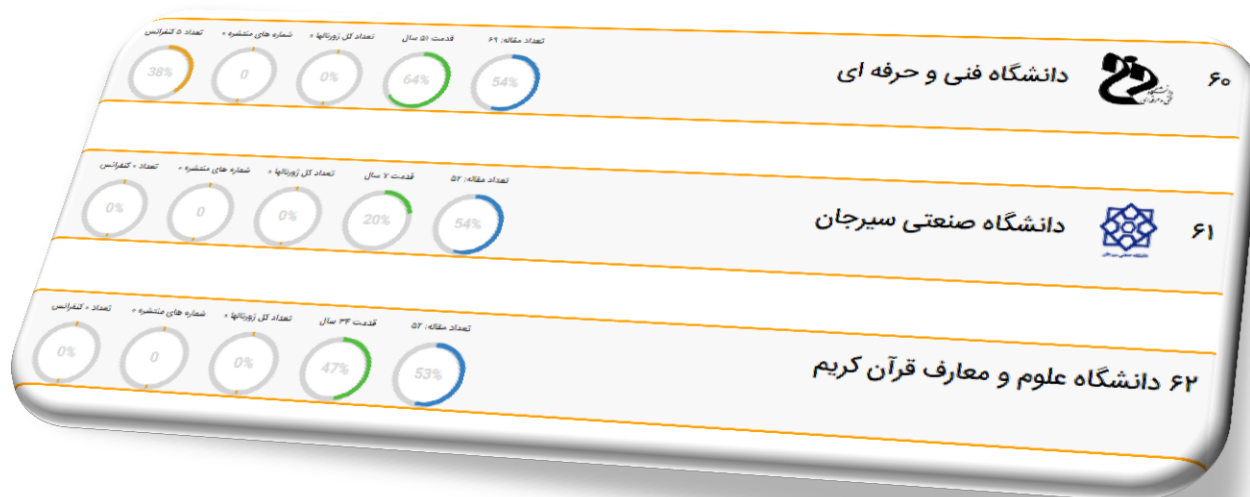 ۶۰ دانشگاه فنی و حرفه ای
تعداد مقاله: ۶۹ قدمت ۵۱ سال تعداد کل ژورنالها ۰ شماره های منتشره ۰ تعداد ۵ کنفرانس
54% 64% 0% 0 38%
۶۱ دانشگاه صنعتی سیرجان
دانشگاه صنعتی سیرجان
تعداد مقاله: ۵۲ قدمت ۷ سال تعداد کل ژورنالها ۰ شماره های منتشره ۰ تعداد ۰ کنفرانس
54% 20% 0% 0 0%
۶۲ دانشگاه علوم و معارف قرآن کریم
تعداد مقاله: ۵۲ قدمت ۳۴ سال تعداد کل ژورنالها ۰ شماره های منتشره ۰ تعداد ۰ کنفرانس
53% 47% 0% 0 0%